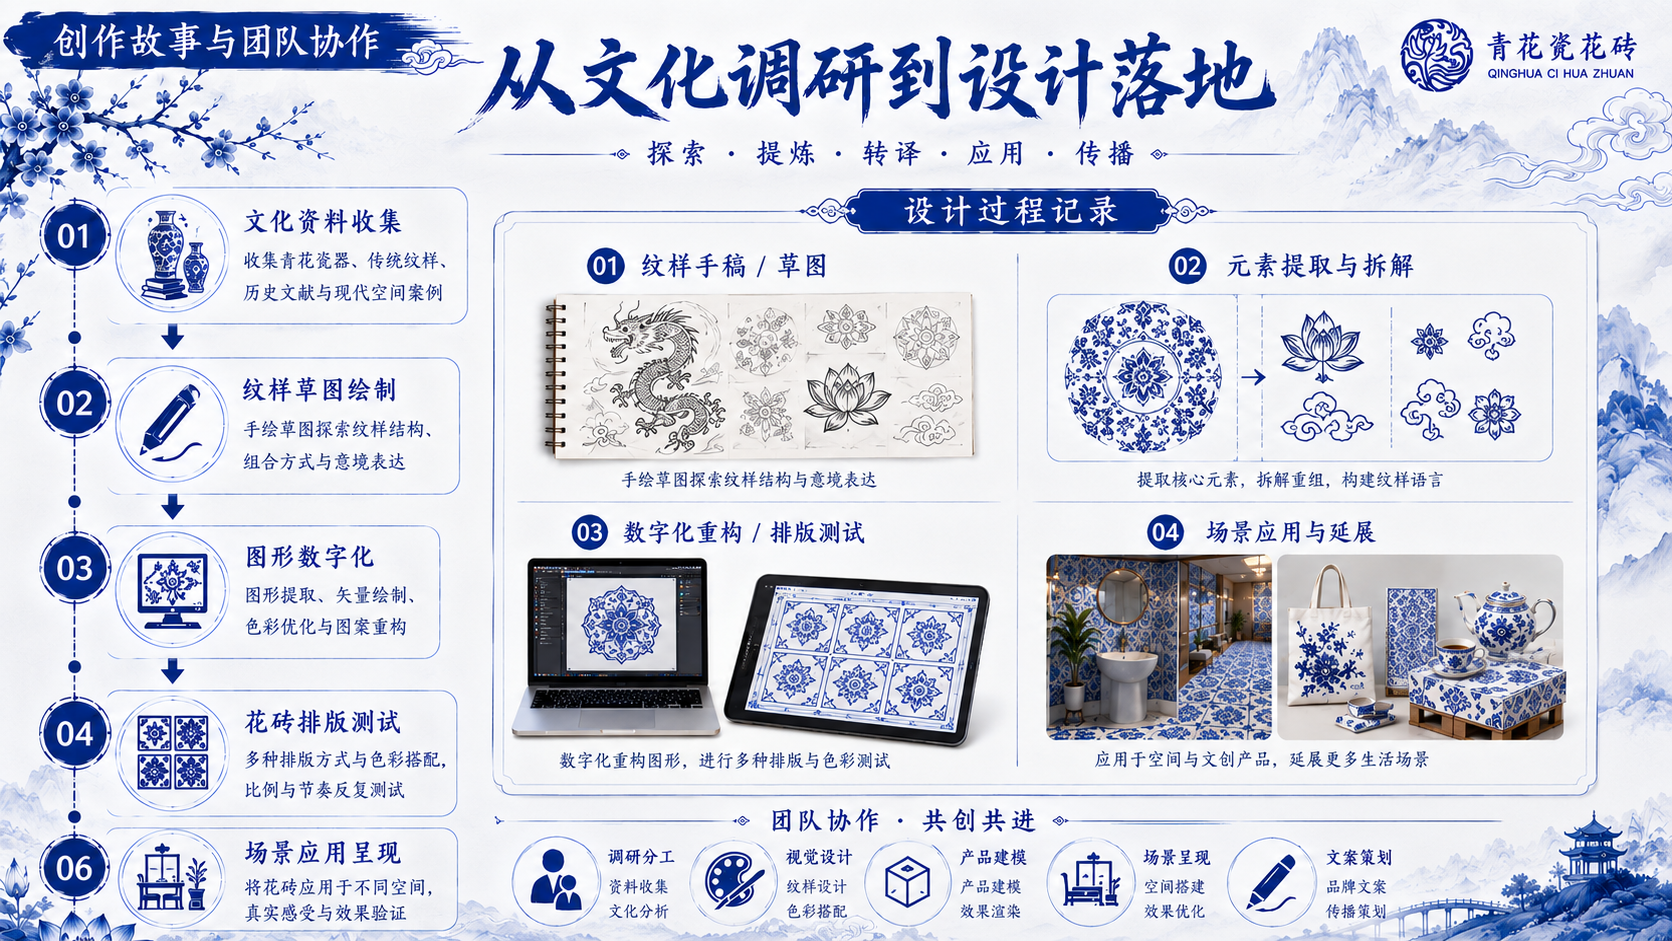 创作故事与团队协作
从文化调研到设计落地
青花瓷花砖
QINGHUA CI HUA ZHUAN
探索 · 提炼 · 转译 · 应用 · 传播
01
文化资料收集
收集青花瓷器、传统纹样、
历史文献与现代空间案例
02
纹样草图绘制
手绘草图探索纹样结构、
组合方式与意境表达
03
图形数字化
图形提取、矢量绘制、
色彩优化与图案重构
04
花砖排版测试
多种排版方式与色彩搭配,
比例与节奏反复测试
06
场景应用呈现
将花砖应用于不同空间,
真实感受与效果验证
设计过程记录
01 纹样手稿 / 草图
手绘草图探索纹样结构与意境表达
02 元素提取与拆解
提取核心元素，拆解重组，构建纹样语言
03 数字化重构 / 排版测试
数字化重构图形，进行多种排版与色彩测试
04 场景应用与延展
应用于空间与文创产品，延展更多生活场景
团队协作 · 共创共进
调研分工
资料收集
文化分析
视觉设计
纹样设计
色彩搭配
产品建模
产品建模
效果渲染
场景呈现
空间搭建
效果优化
文案策划
品牌文案
传播策划